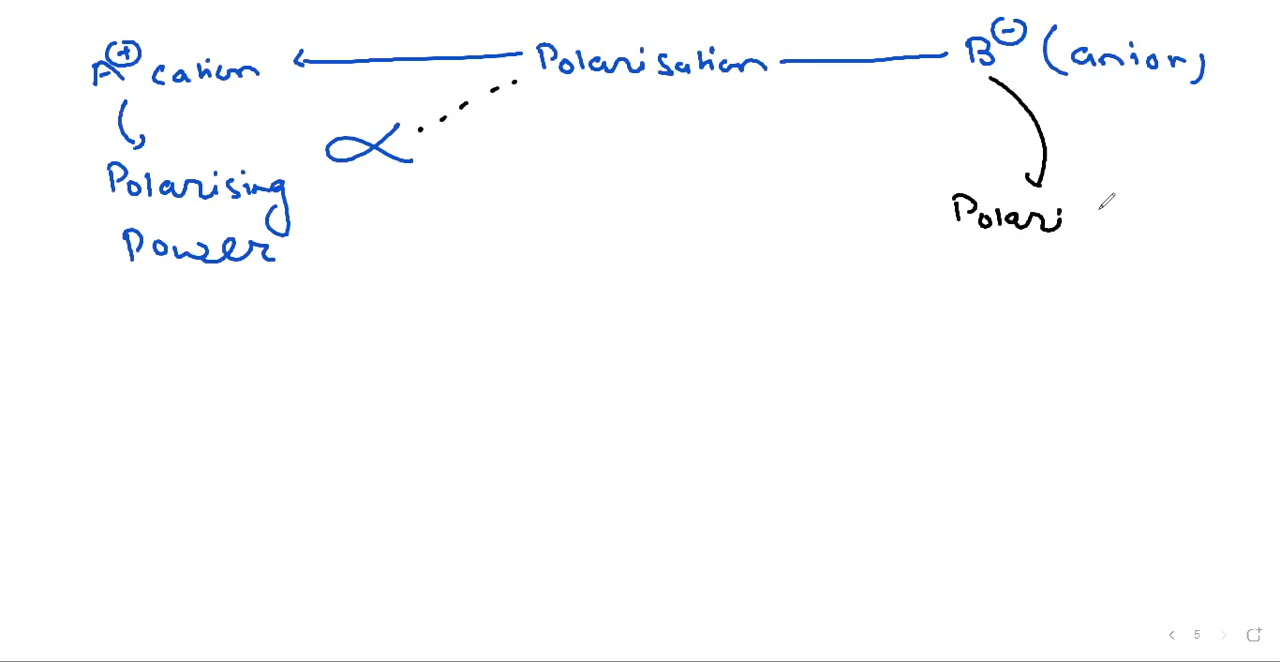 A⊕ cation ← Polarisation — B⊖ (anion)
∝
Polarising
Power
Polari
5